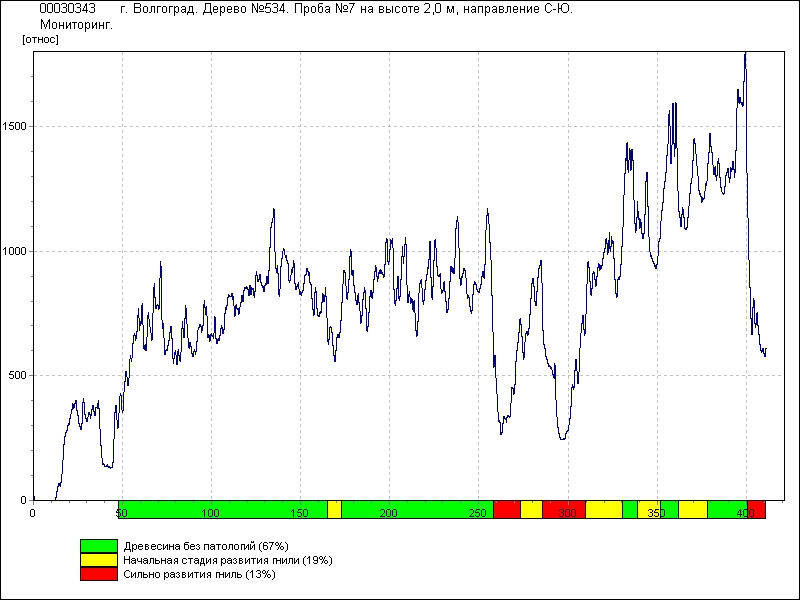 00030343 г. Волгоград. Дерево №534. Проба №7 на высоте 2,0 м, направление С-Ю.
Мониторинг.
[относ]
1500
1000
500
0
0 50 100 150 200 250 300 350 400
Древесина без патологий (67%)
Начальная стадия развития гнили (19%)
Сильно развития гниль (13%)